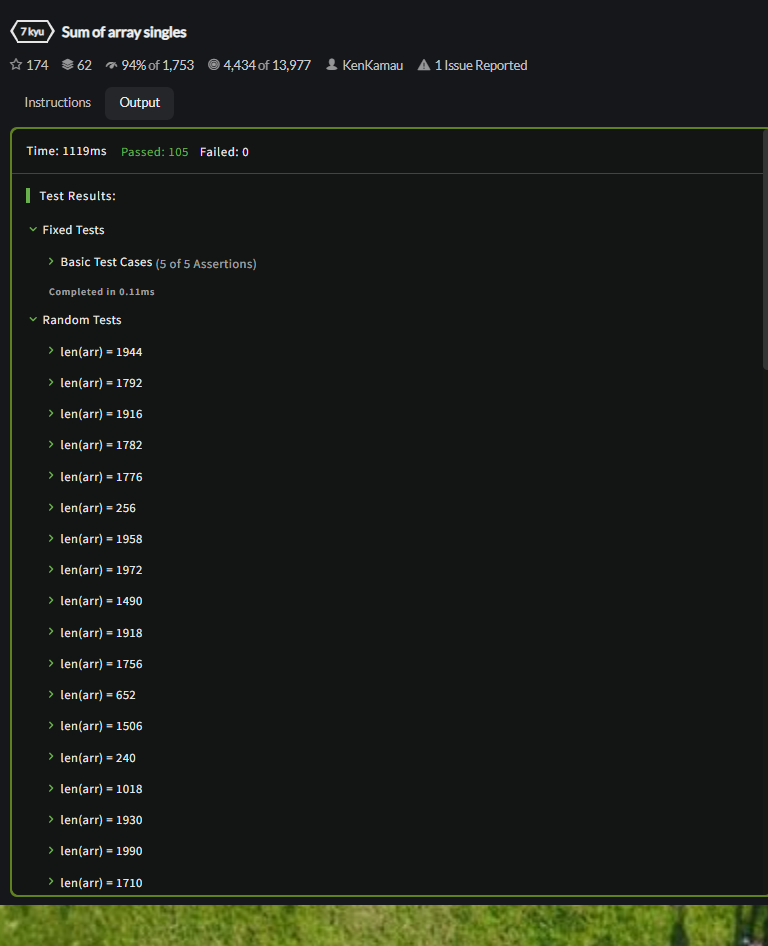 7 kyu Sum of array singles
174 62 94% of 1,753 4,434 of 13,977 KenKamau 1 Issue Reported
Instructions Output
Time: 1119ms Passed: 105 Failed: 0
Test Results:
Fixed Tests
Basic Test Cases (5 of 5 Assertions)
Completed in 0.11ms
Random Tests
len(arr) = 1944
len(arr) = 1792
len(arr) = 1916
len(arr) = 1782
len(arr) = 1776
len(arr) = 256
len(arr) = 1958
len(arr) = 1972
len(arr) = 1490
len(arr) = 1918
len(arr) = 1756
len(arr) = 652
len(arr) = 1506
len(arr) = 240
len(arr) = 1018
len(arr) = 1930
len(arr) = 1990
len(arr) = 1710